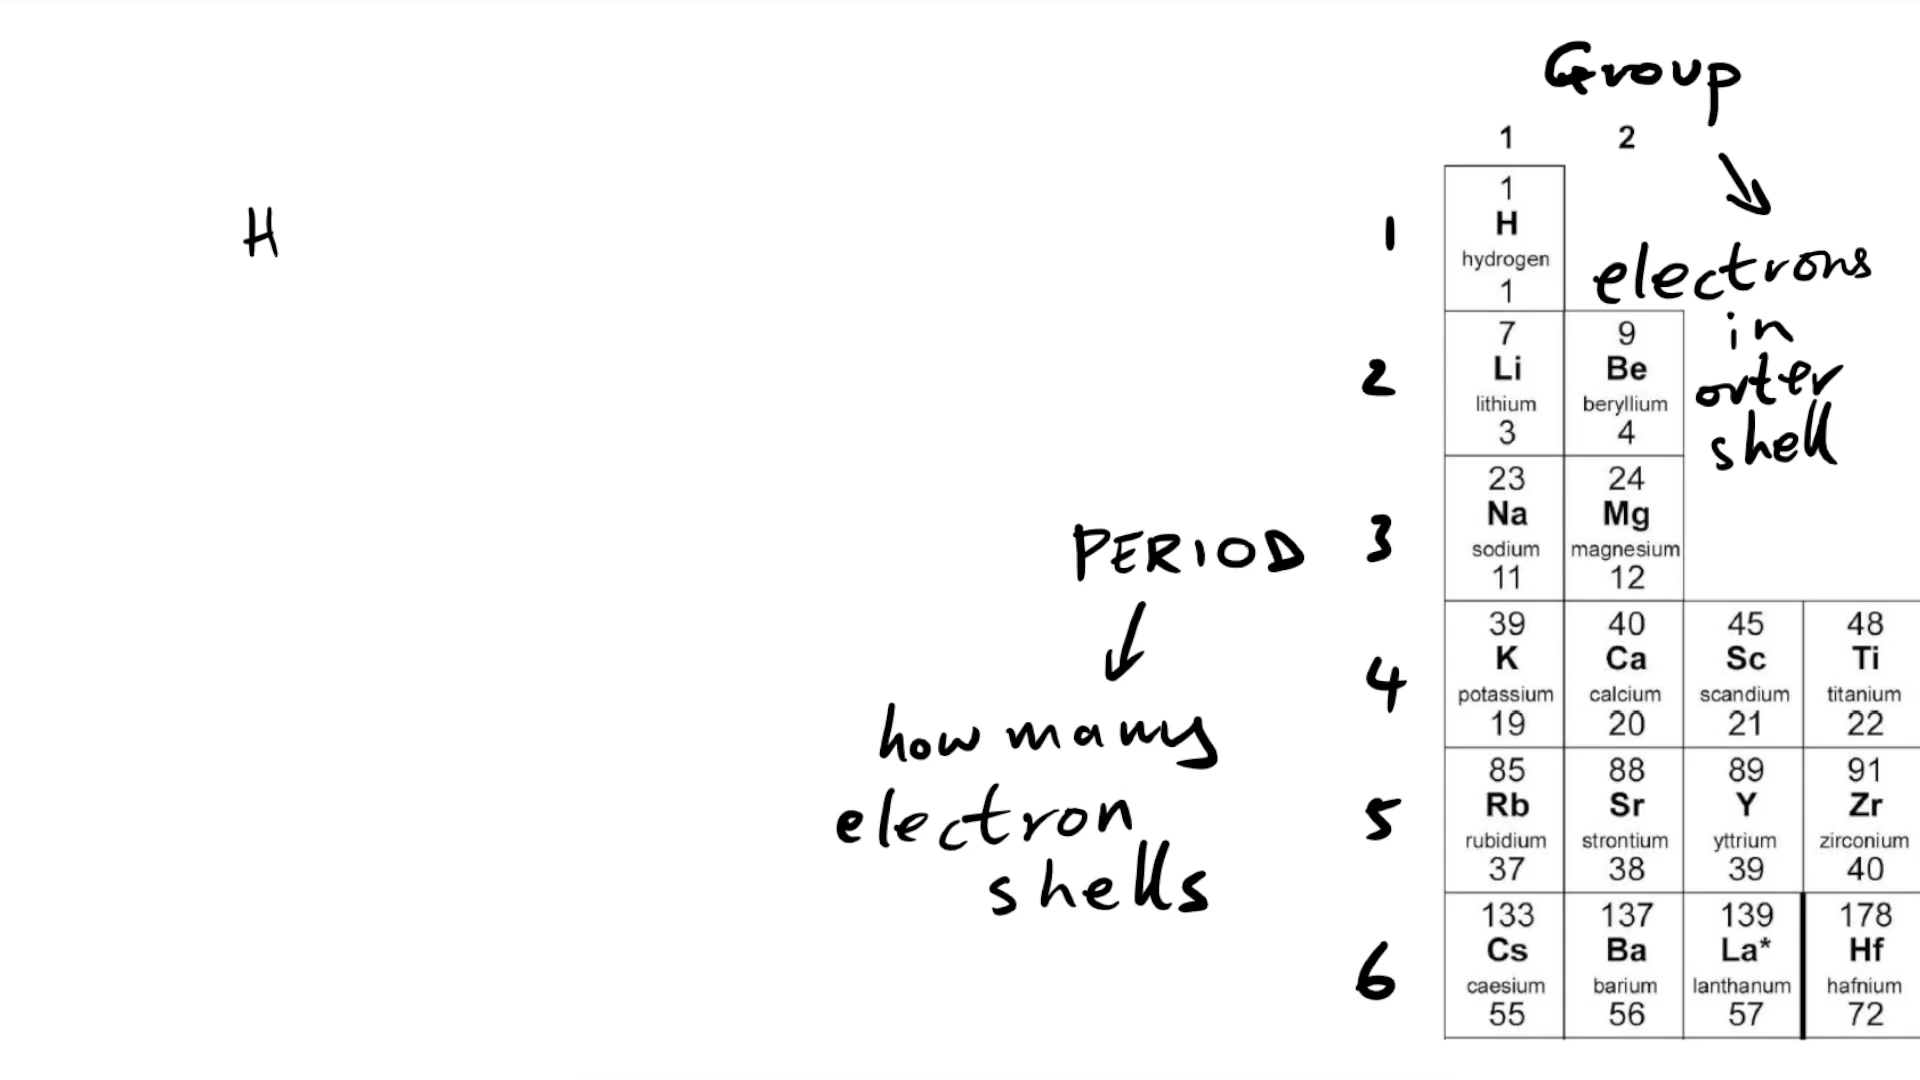 Group
1 2
H
1
1
H
hydrogen
1
electrons
in
outer
shell
2
7 9
Li Be
lithium beryllium
3 4
PERIOD
3
23 24
Na Mg
sodium magnesium
11 12
how many
electron
shells
4
39 40 45 48
K Ca Sc Ti
potassium calcium scandium titanium
19 20 21 22
5
85 88 89 91
Rb Sr Y Zr
rubidium strontium yttrium zirconium
37 38 39 40
6
133 137 139 178
Cs Ba La* Hf
caesium barium lanthanum hafnium
55 56 57 72